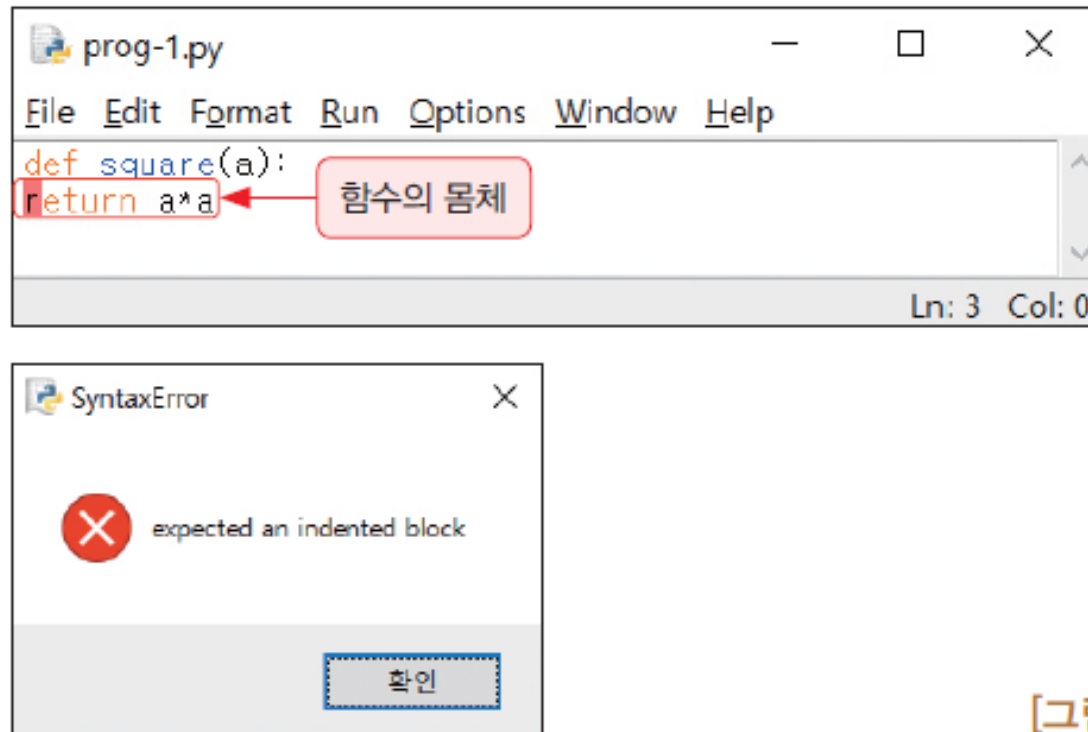 prog-1.py
File Edit Format Run Options Window Help
def square(a):
return a*a
함수의 몸체
Ln: 3 Col: 0
SyntaxError
expected an indented block
확인